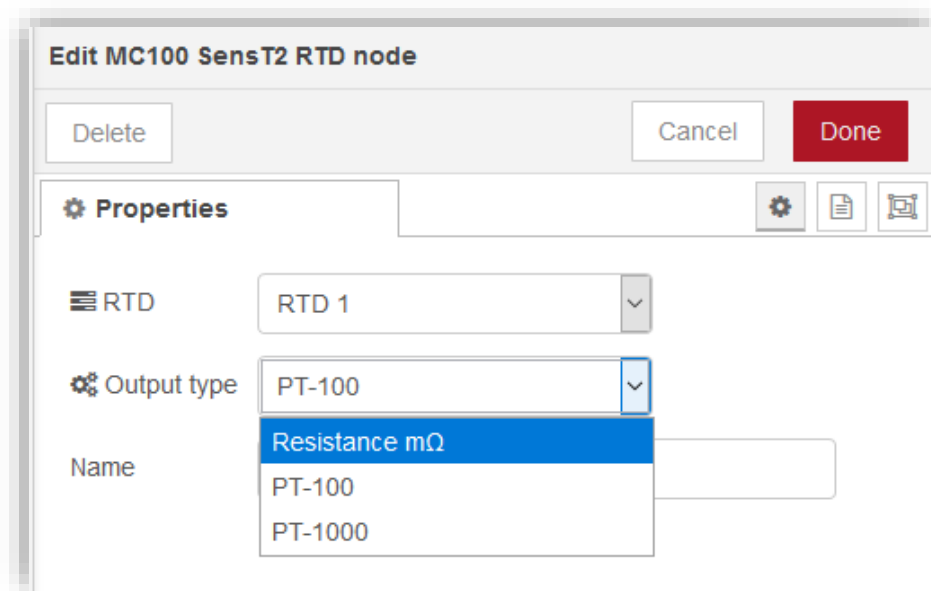 Edit MC100 SensT2 RTD node
Delete Cancel Done
Properties
RTD RTD 1
Output type PT-100
Resistance mΩ
Name
PT-100
PT-1000